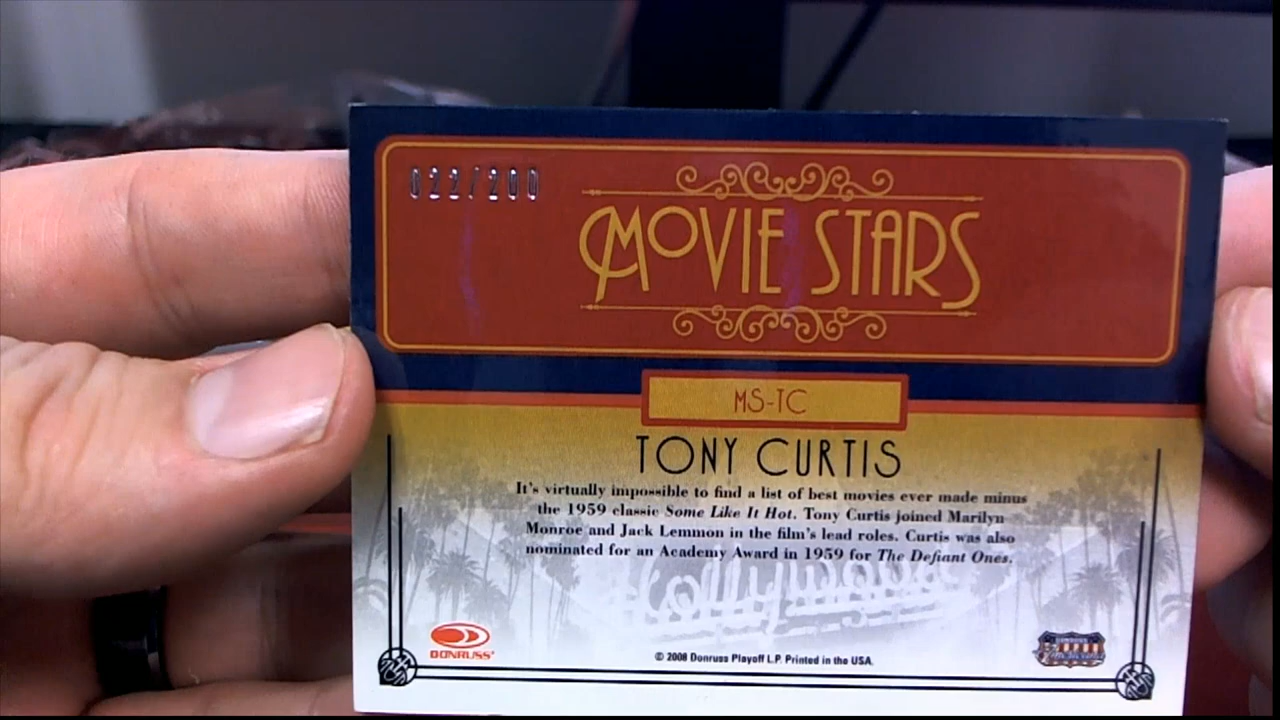 022/200
MOVIE STARS
MS-TC
TONY CURTIS
It's virtually impossible to find a list of best movies ever made minus
the 1959 classic Some Like It Hot. Tony Curtis joined Marilyn
Monroe and Jack Lemmon in the film's lead roles. Curtis was also
nominated for an Academy Award in 1959 for The Defiant Ones.
Hollywood
DONRUSS
© 2008 Donruss Playoff L.P. Printed in the USA.